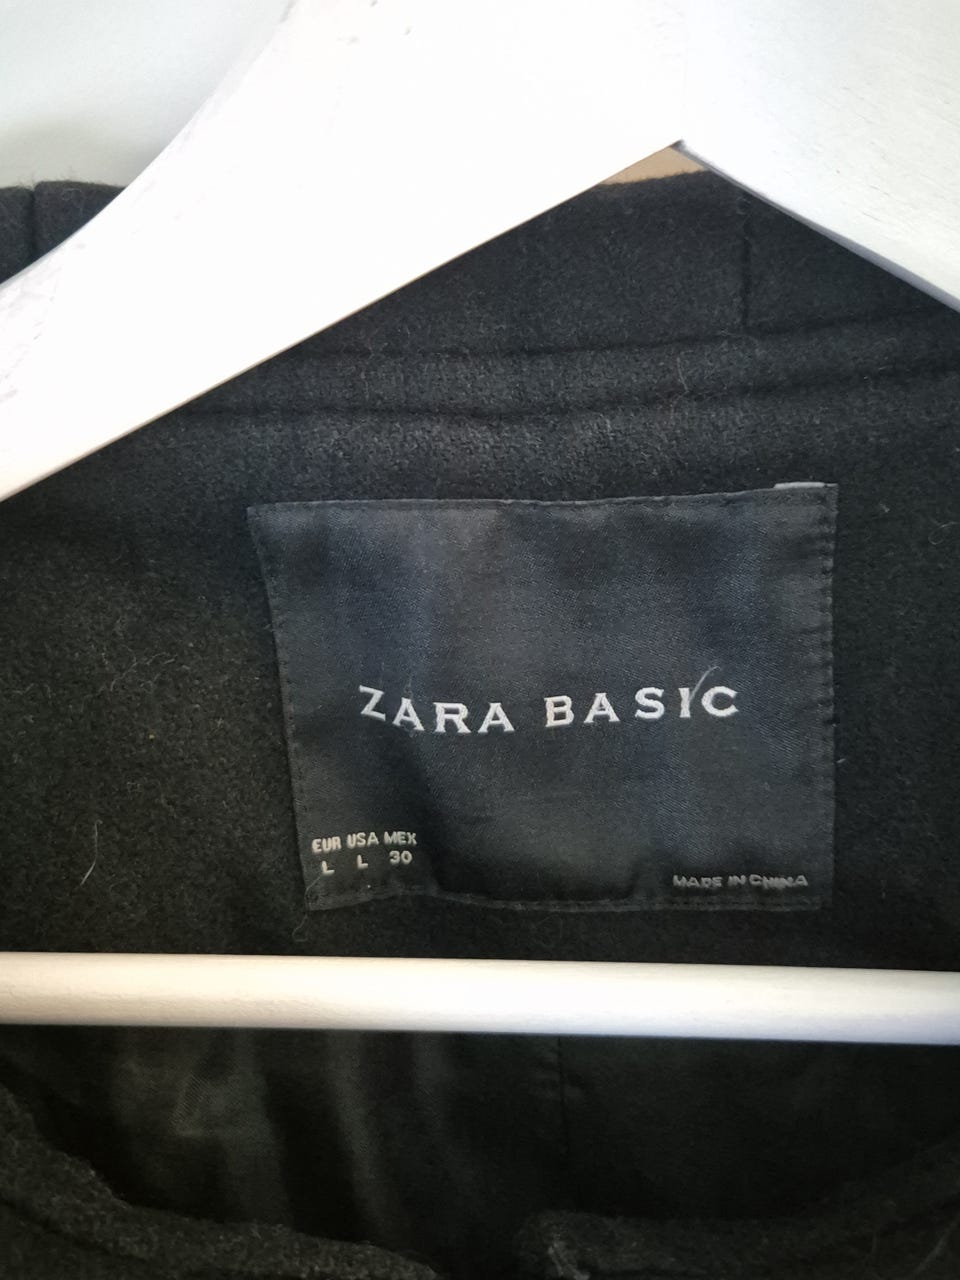 ZARA BASIC
EUR USA MEX
L L 30
MADE IN CHINA